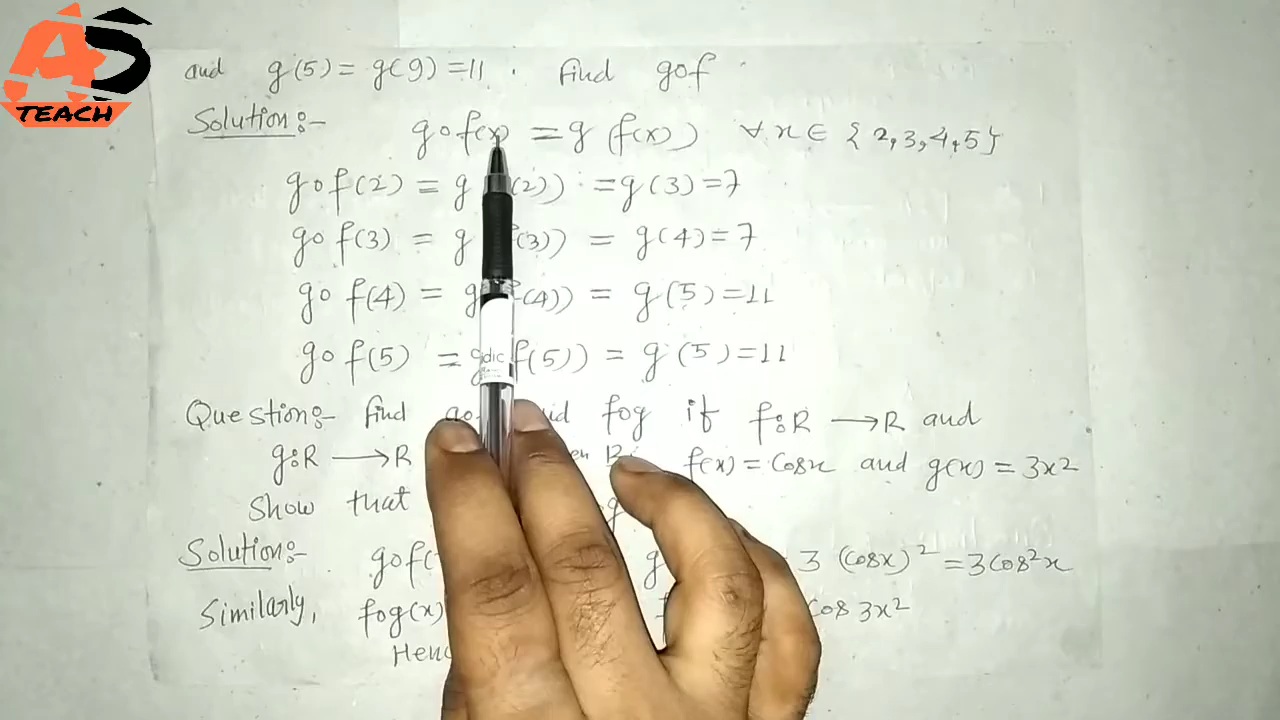 AS
TEACH
and g(5) = g(9) = 11 . Find gof .
Solution:- gof(x) = g (f(x)) ∀ x ∈ {2,3,4,5}
gof(2) = g (2)) = g(3) = 7
gof(3) = g (3)) = g(4) = 7
gof(4) = g(f(4)) = g(5) = 11
gof(5) = g(f(5)) = g(5) = 11
Question:- find fog if f:R → R and
g:R → R f(x) = Cosx and g(x) = 3x²
Show that
Solution:- gof( g 3 (Cosx)² = 3Cos²x
Similarly, fog(x) Cos 3x²